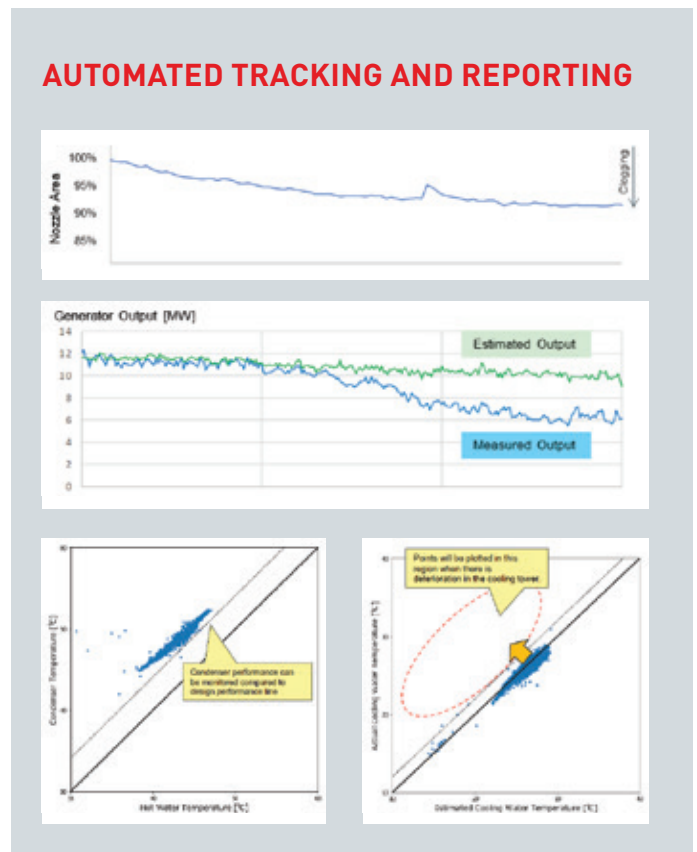 AUTOMATED TRACKING AND REPORTING
100%
95%
90%
85%
Nozzle Area
Clogging
Generator Output [MW]
14
12
10
8
6
4
2
0
Estimated Output
Measured Output
Condenser Temperature [℃]
Condenser performance can
be monitored compared to
design performance line
Hot Water Temperature [℃]
Points will be plotted in this
region when there is
deterioration in the cooling tower.
Actual Cooling Water Temperature [℃]
Estimated Cooling Water Temperature [℃]